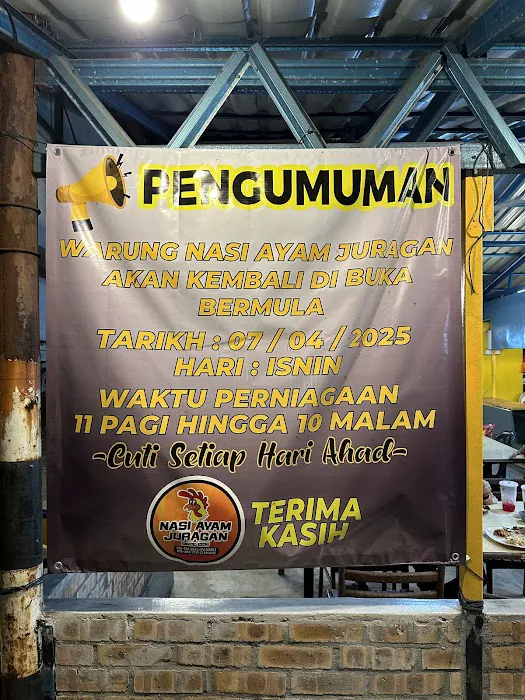 PENGUMUMAN
WARUNG NASI AYAM JURAGAN
AKAN KEMBALI DI BUKA
BERMULA
TARIKH : 07 / 04 / 2025
HARI : ISNIN
WAKTU PERNIAGAAN
11 PAGI HINGGA 10 MALAM
~Cuti Setiap Hari Ahad~
NASI AYAM
JURAGAN
TERIMA
KASIH